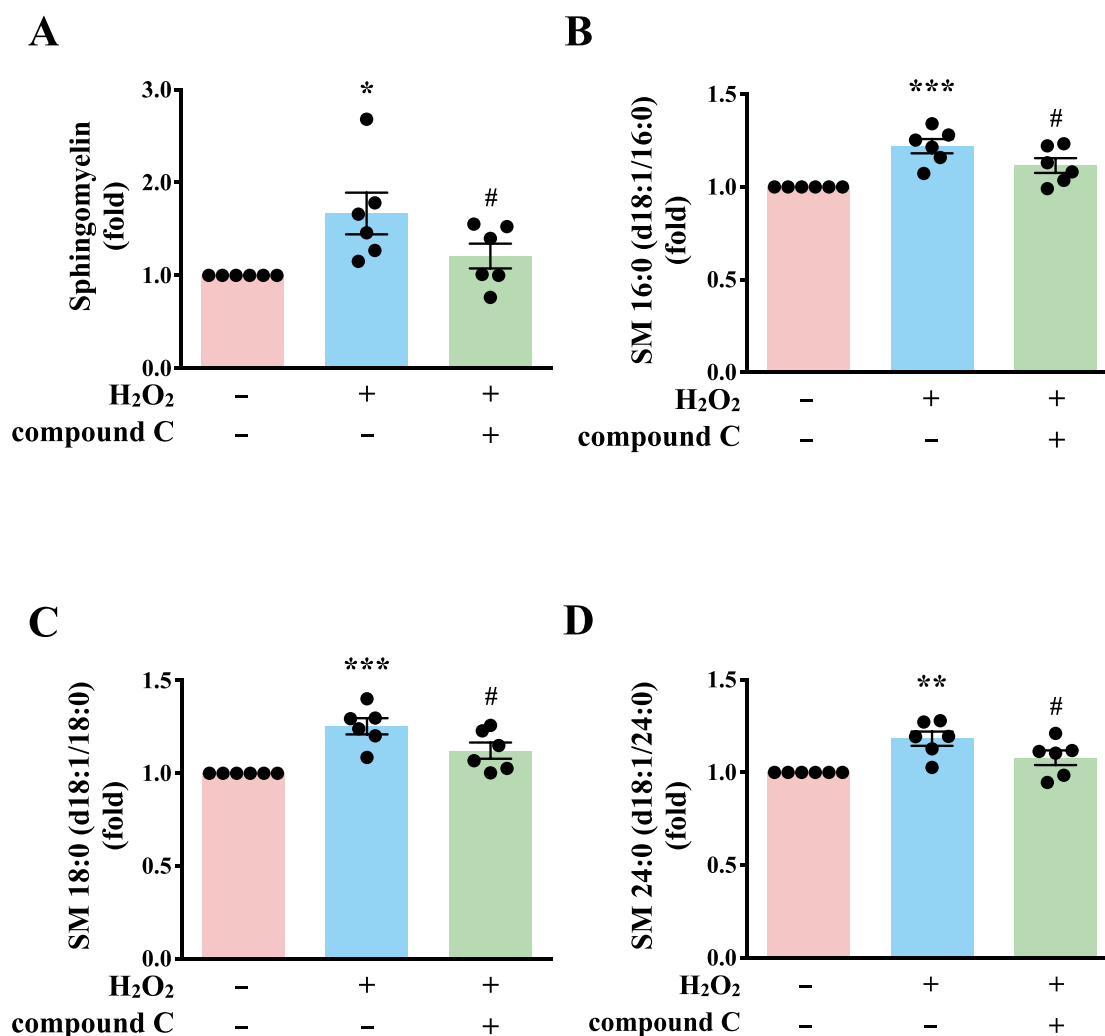 A
Sphingomyelin
(fold)
3.0
2.0
1.0
0.0
*
#
H₂O₂ – + +
compound C – – +
B
SM 16:0 (d18:1/16:0)
(fold)
1.5
1.0
0.5
0.0
***
#
H₂O₂ – + +
compound C – – +
C
SM 18:0 (d18:1/18:0)
(fold)
1.5
1.0
0.5
0.0
***
#
H₂O₂ – + +
compound C – – +
D
SM 24:0 (d18:1/24:0)
(fold)
1.5
1.0
0.5
0.0
**
#
H₂O₂ – + +
compound C – – +